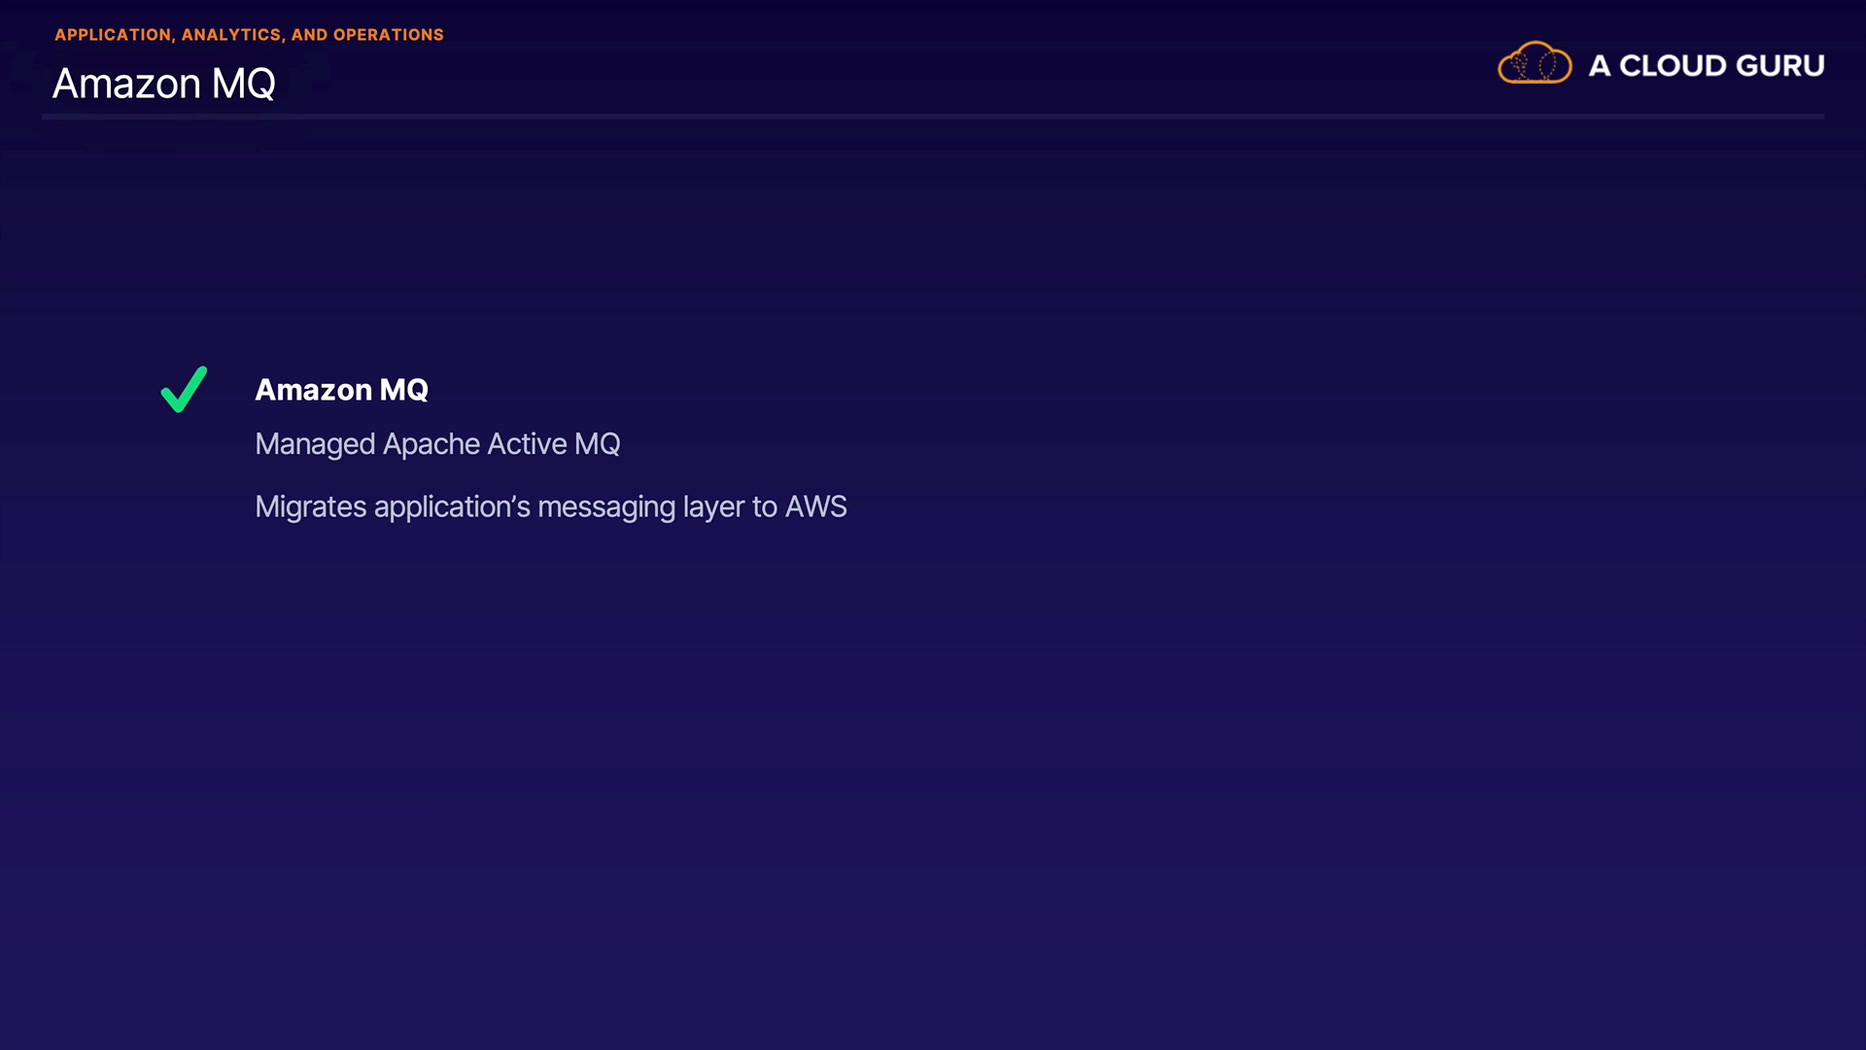 APPLICATION, ANALYTICS, AND OPERATIONS
Amazon MQ
A CLOUD GURU
Amazon MQ
Managed Apache Active MQ
Migrates application’s messaging layer to AWS